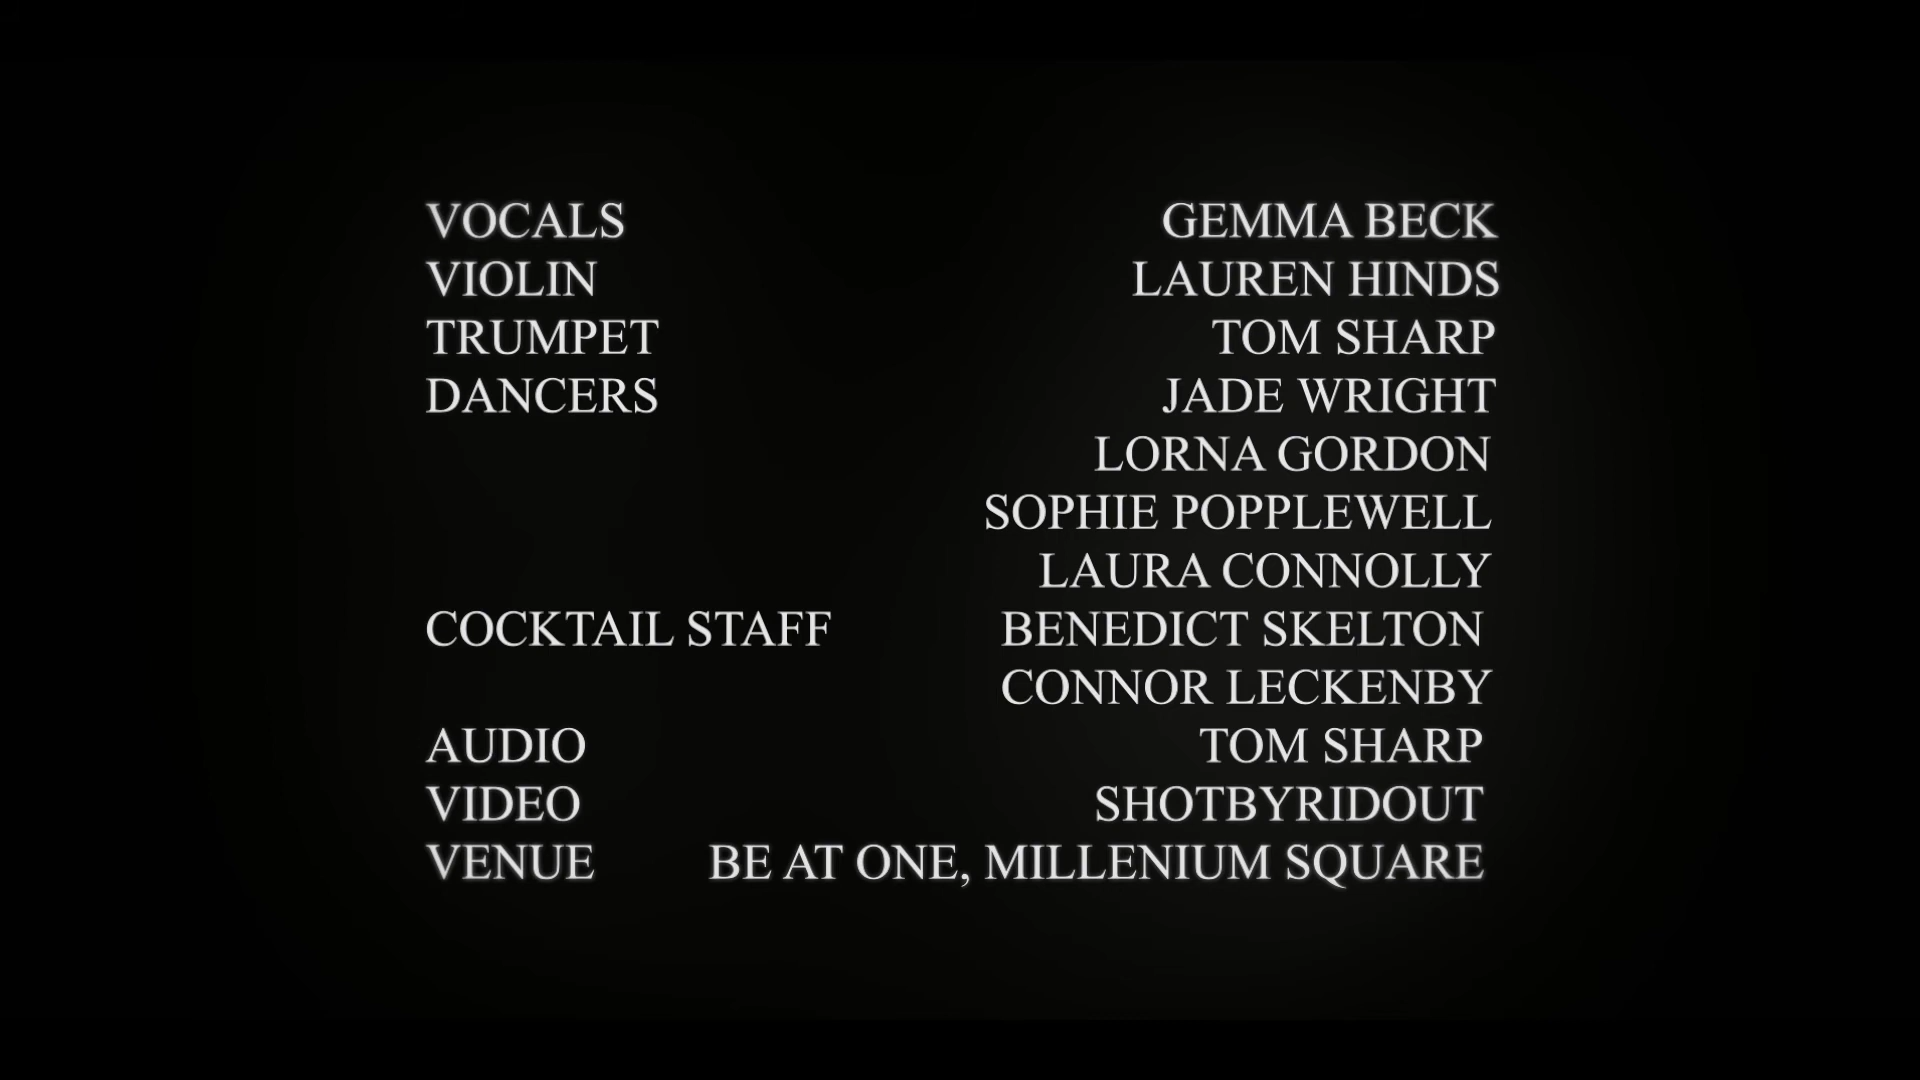 VOCALS GEMMA BECK
VIOLIN LAUREN HINDS
TRUMPET TOM SHARP
DANCERS JADE WRIGHT
LORNA GORDON
SOPHIE POPPLEWELL
LAURA CONNOLLY
COCKTAIL STAFF BENEDICT SKELTON
CONNOR LECKENBY
AUDIO TOM SHARP
VIDEO SHOTBYRIDOUT
VENUE BE AT ONE, MILLENIUM SQUARE